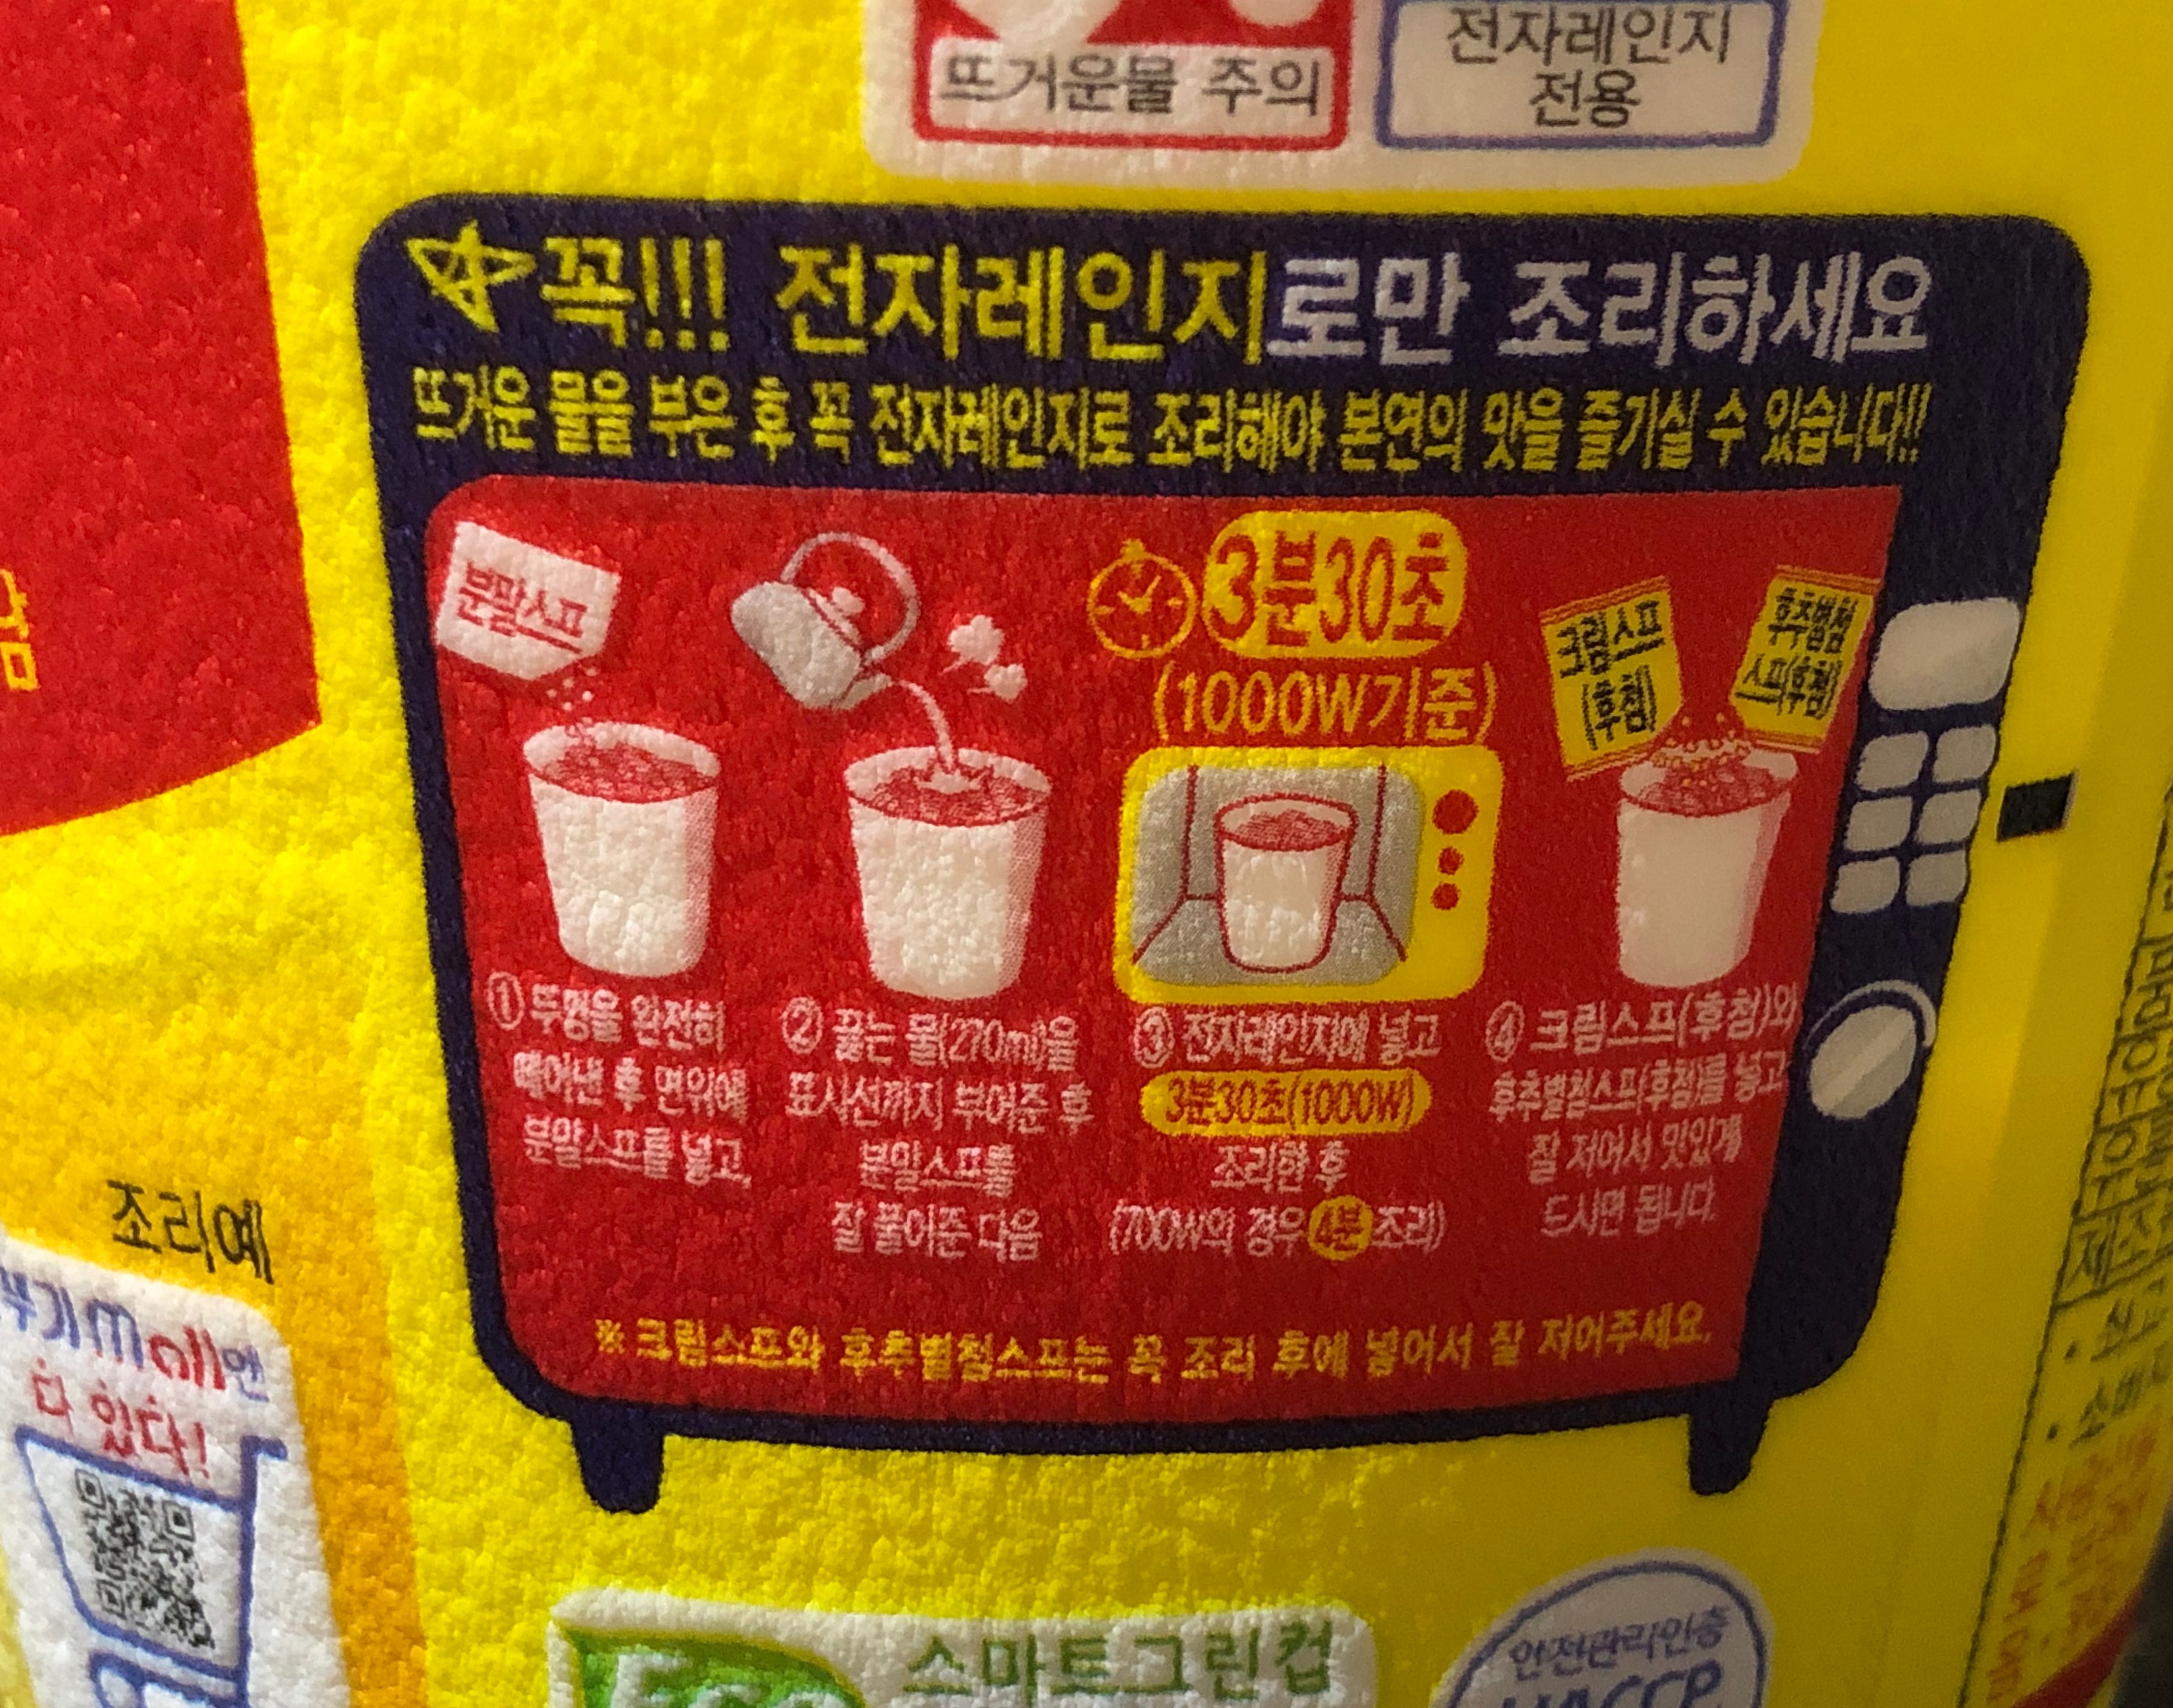 뜨거운물 주의
전자레인지
전용
꼭!!! 전자레인지로만 조리하세요
뜨거운 물을 부은 후 꼭 전자레인지로 조리해야 본연의 맛을 즐기실 수 있습니다!!
분말스프
3분30초
(1000W기준)
크림스프
(후첨)
후추별첨
스프(후첨)
① 뚜껑을 완전히
떼어낸 후 면위에
분말스프를 넣고,
② 끓는 물(270ml)을
표시선까지 부어준 후
분말스프를
잘 풀어준 다음
③ 전자레인지에 넣고
3분30초(1000W)
조리한 후
(700W의 경우 4분 조리)
④ 크림스프(후첨)와
후추별첨스프(후첨)를 넣고
잘 저어서 맛있게
드시면 됩니다.
※ 크림스프와 후추별첨스프는 꼭 조리 후에 넣어서 잘 저어주세요.
조리예
뚜기mall안
다 있다!
Eco
스마트그린컵
안전관리인증
HACCP